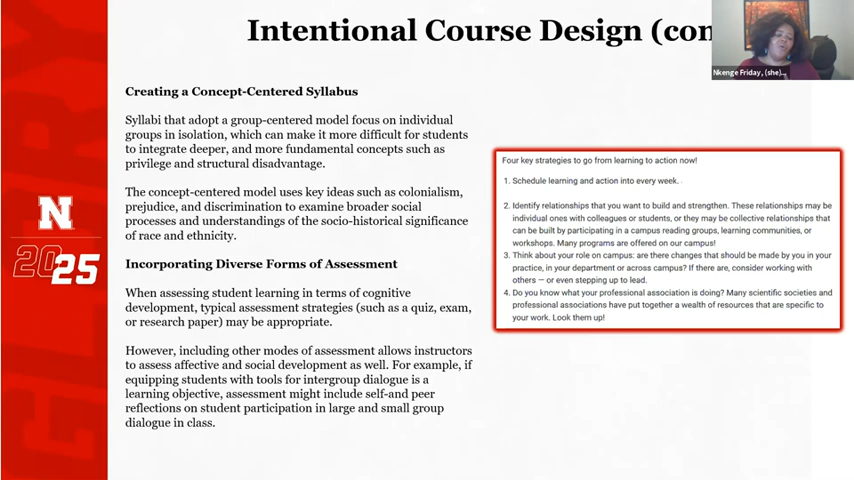 Intentional Course Design (con
Nkenge Friday, (she)...
Creating a Concept-Centered Syllabus
Syllabi that adopt a group-centered model focus on individual
groups in isolation, which can make it more difficult for students
to integrate deeper, and more fundamental concepts such as
privilege and structural disadvantage.
The concept-centered model uses key ideas such as colonialism,
prejudice, and discrimination to examine broader social
processes and understandings of the socio-historical significance
of race and ethnicity.
Incorporating Diverse Forms of Assessment
When assessing student learning in terms of cognitive
development, typical assessment strategies (such as a quiz, exam,
or research paper) may be appropriate.
However, including other modes of assessment allows instructors
to assess affective and social development as well. For example, if
equipping students with tools for intergroup dialogue is a
learning objective, assessment might include self-and peer
reflections on student participation in large and small group
dialogue in class.
Four key strategies to go from learning to action now!
1. Schedule learning and action into every week.
2. Identify relationships that you want to build and strengthen. These relationships may be
individual ones with colleagues or students, or they may be collective relationships that
can be built by participating in a campus reading groups, learning communities, or
workshops. Many programs are offered on our campus!
3. Think about your role on campus: are there changes that should be made by you in your
practice, in your department or across campus? If there are, consider working with
others — or even stepping up to lead.
4. Do you know what your professional association is doing? Many scientific societies and
professional associations have put together a wealth of resources that are specific to
your work. Look them up!
N
2025
GLORY